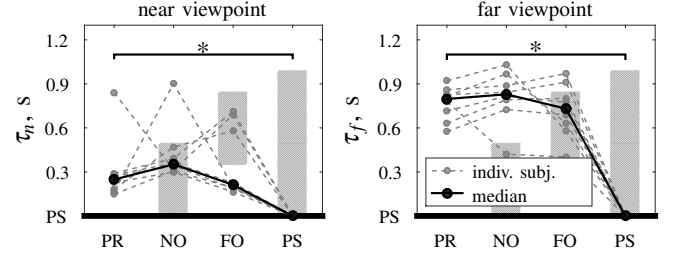 near viewpoint
far viewpoint
τn, s
1.2
0.9
0.6
0.3
PS
*
PR NO FO PS
τf, s
1.2
0.9
0.6
0.3
PS
*
indiv. subj.
median
PR NO FO PS